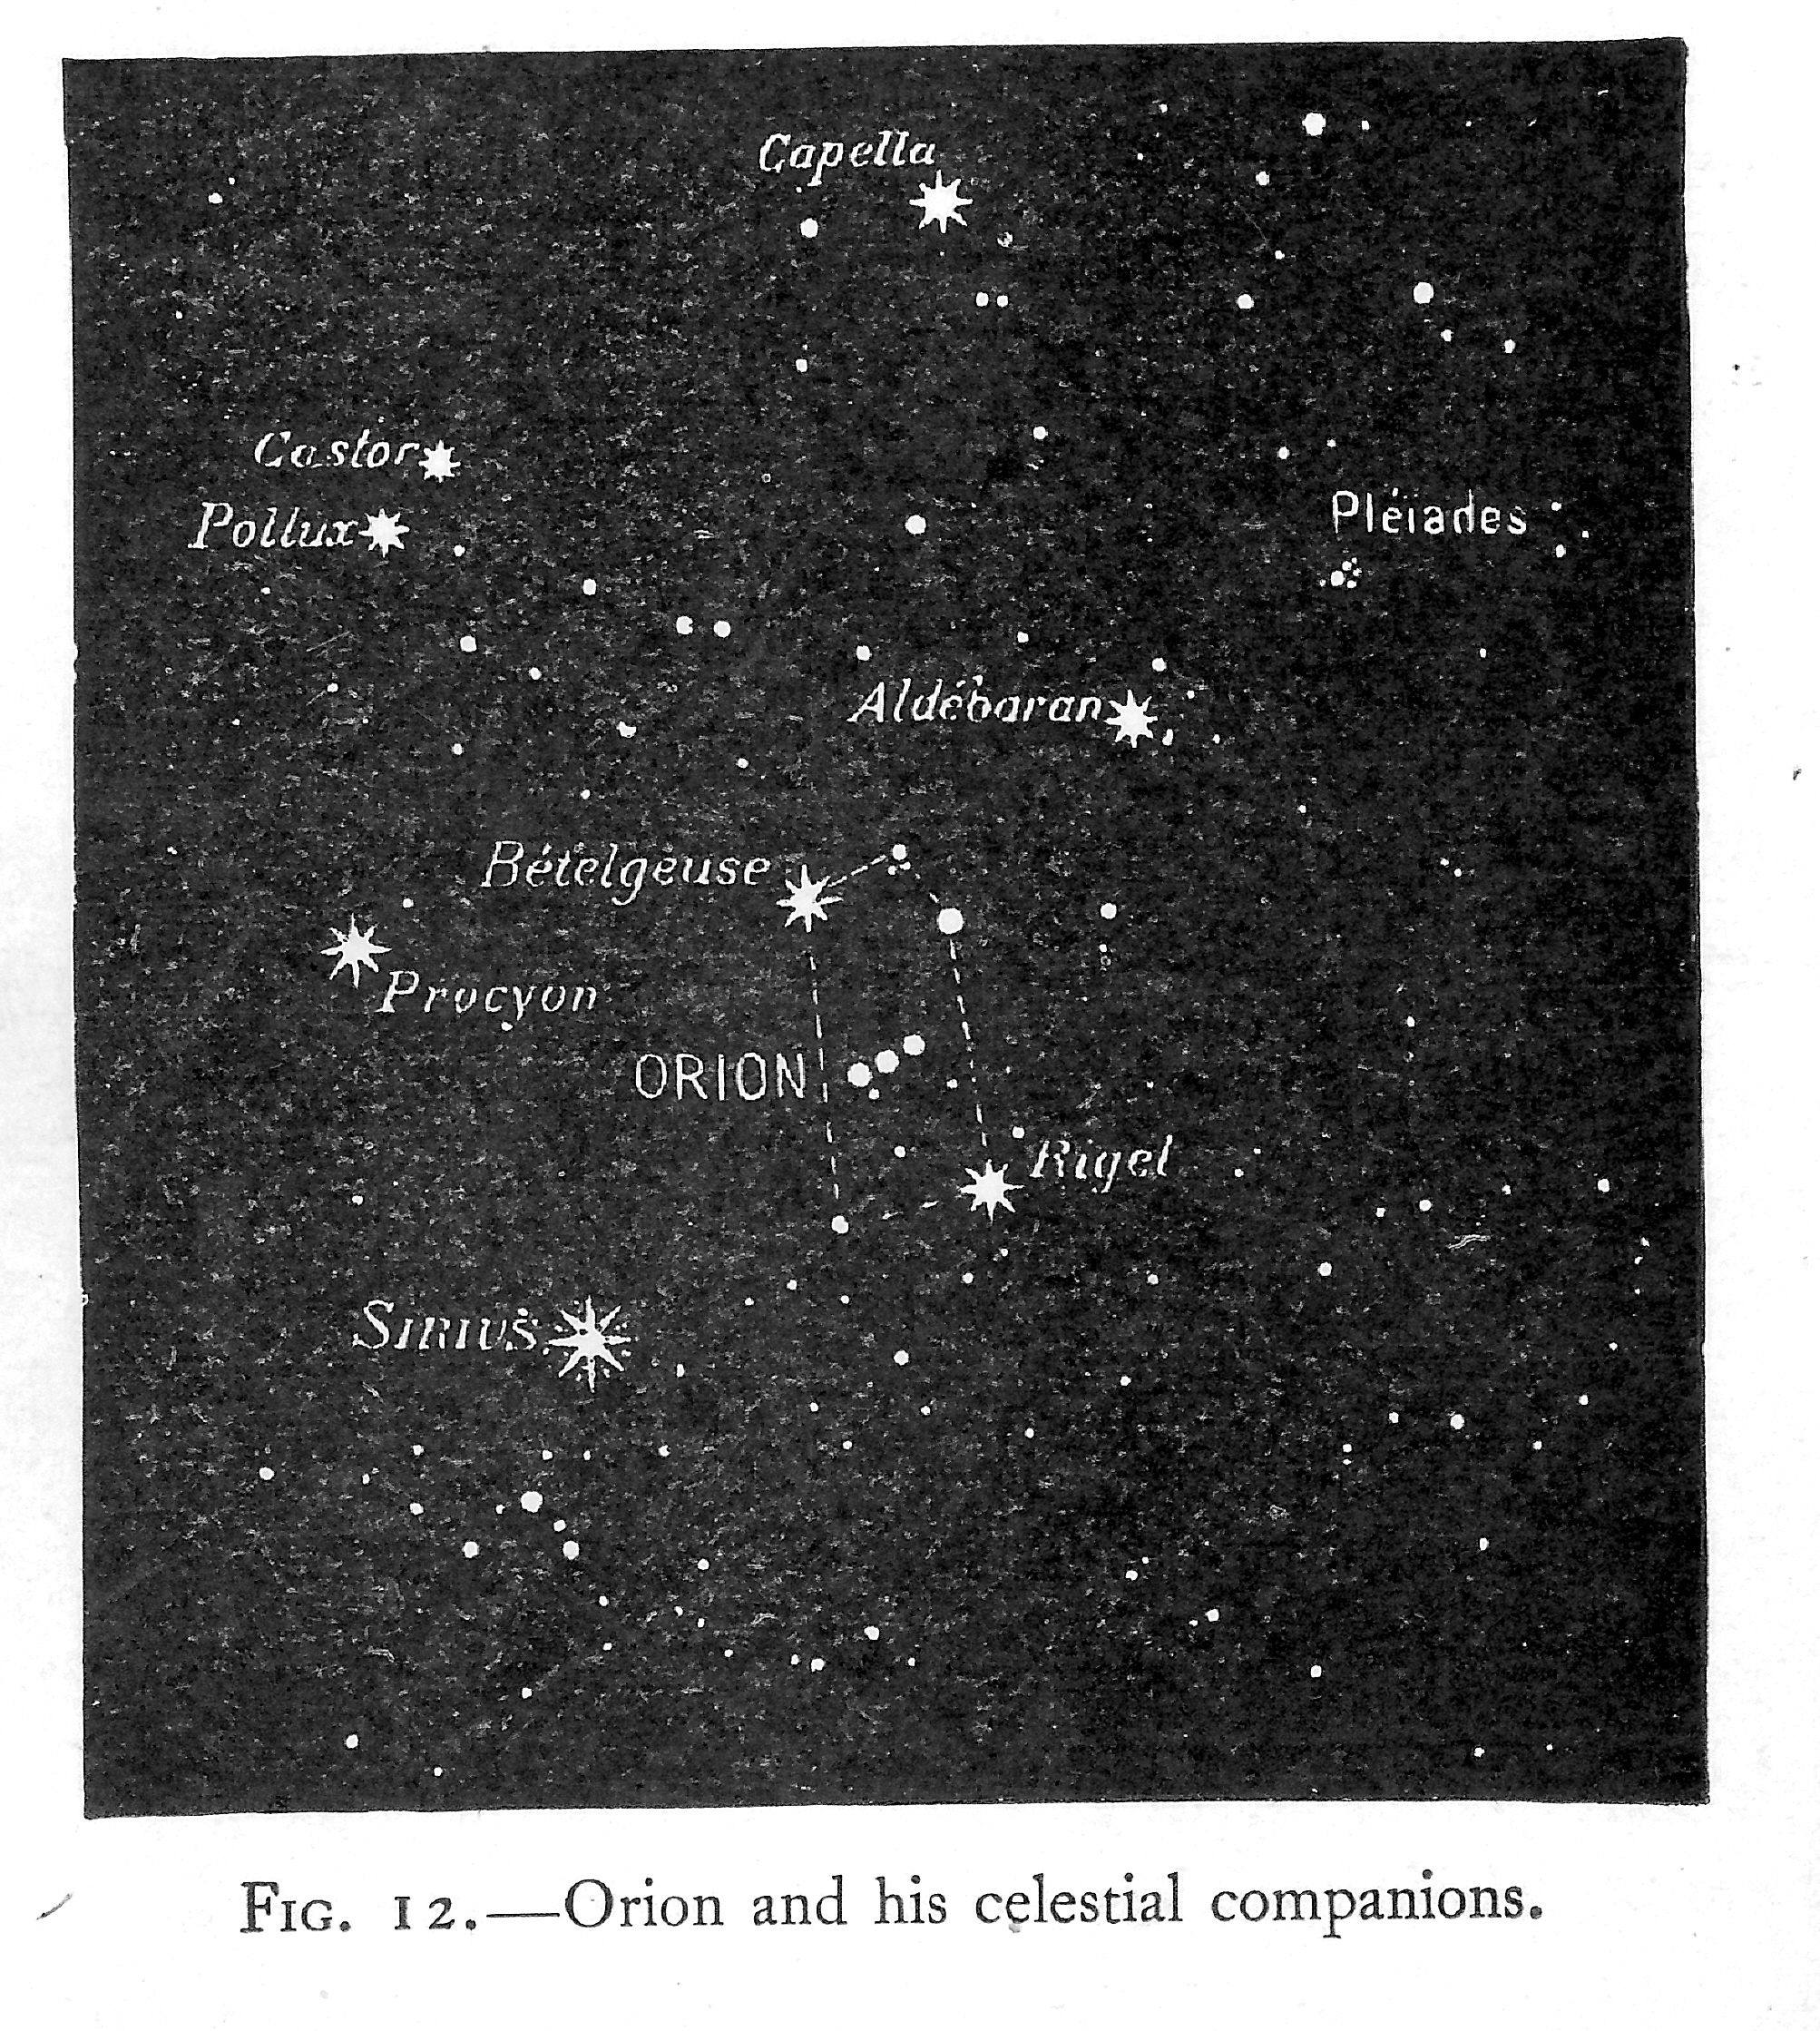 Capella
Castor
Pollux
Pléiades
Aldébaran
Bételgeuse
Procyon
ORION
Rigel
SIRIUS
FIG. 12.—Orion and his celestial companions.